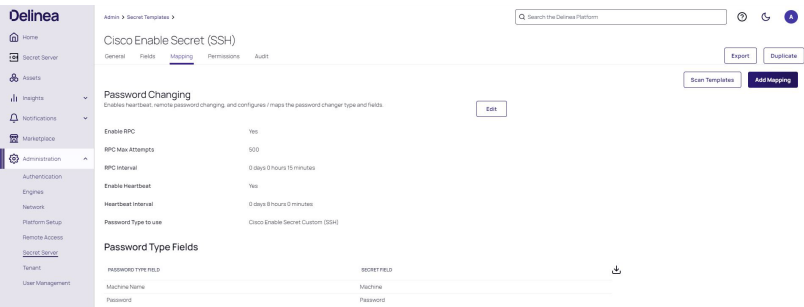 Delinea
Admin > Secret Templates >
Search the Delinea Platform
A
Home
Secret Server
Assets
Insights
Notifications
Marketplace
Administration
Authentication
Engines
Network
Platform Setup
Remote Access
Secret Server
Tenant
User Management
Cisco Enable Secret (SSH)
General Fields Mapping Permissions Audit
Export Duplicate
Scan Templates Add Mapping
Password Changing
Enables heartbeat, remote password changing, and configures / maps the password changer type and fields.
Edit
Enable RPC Yes
RPC Max Attempts 500
RPC Interval 0 days 0 hours 15 minutes
Enable Heartbeat Yes
Heartbeat Interval 0 days 8 hours 0 minutes
Password Type to use Cisco Enable Secret Custom (SSH)
Password Type Fields
PASSWORD TYPE FIELD SECRET FIELD
Machine Name Machine
Password Password